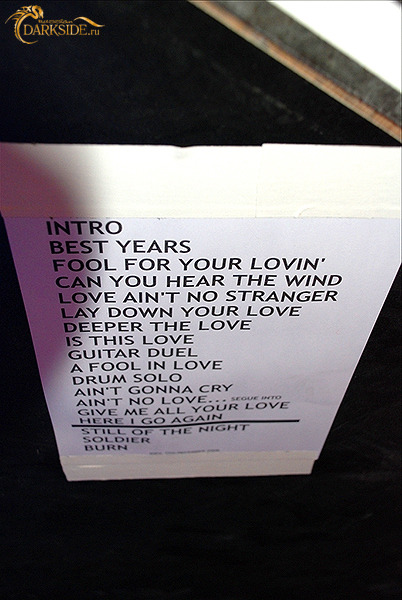 DARKSIDE.ru
INTRO
BEST YEARS
FOOL FOR YOUR LOVIN'
CAN YOU HEAR THE WIND
LOVE AIN'T NO STRANGER
LAY DOWN YOUR LOVE
DEEPER THE LOVE
IS THIS LOVE
GUITAR DUEL
A FOOL IN LOVE
DRUM SOLO
AIN'T GONNA CRY
AIN'T NO LOVE... SEGUE INTO
GIVE ME ALL YOUR LOVE
HERE I GO AGAIN
STILL OF THE NIGHT
SOLDIER
BURN